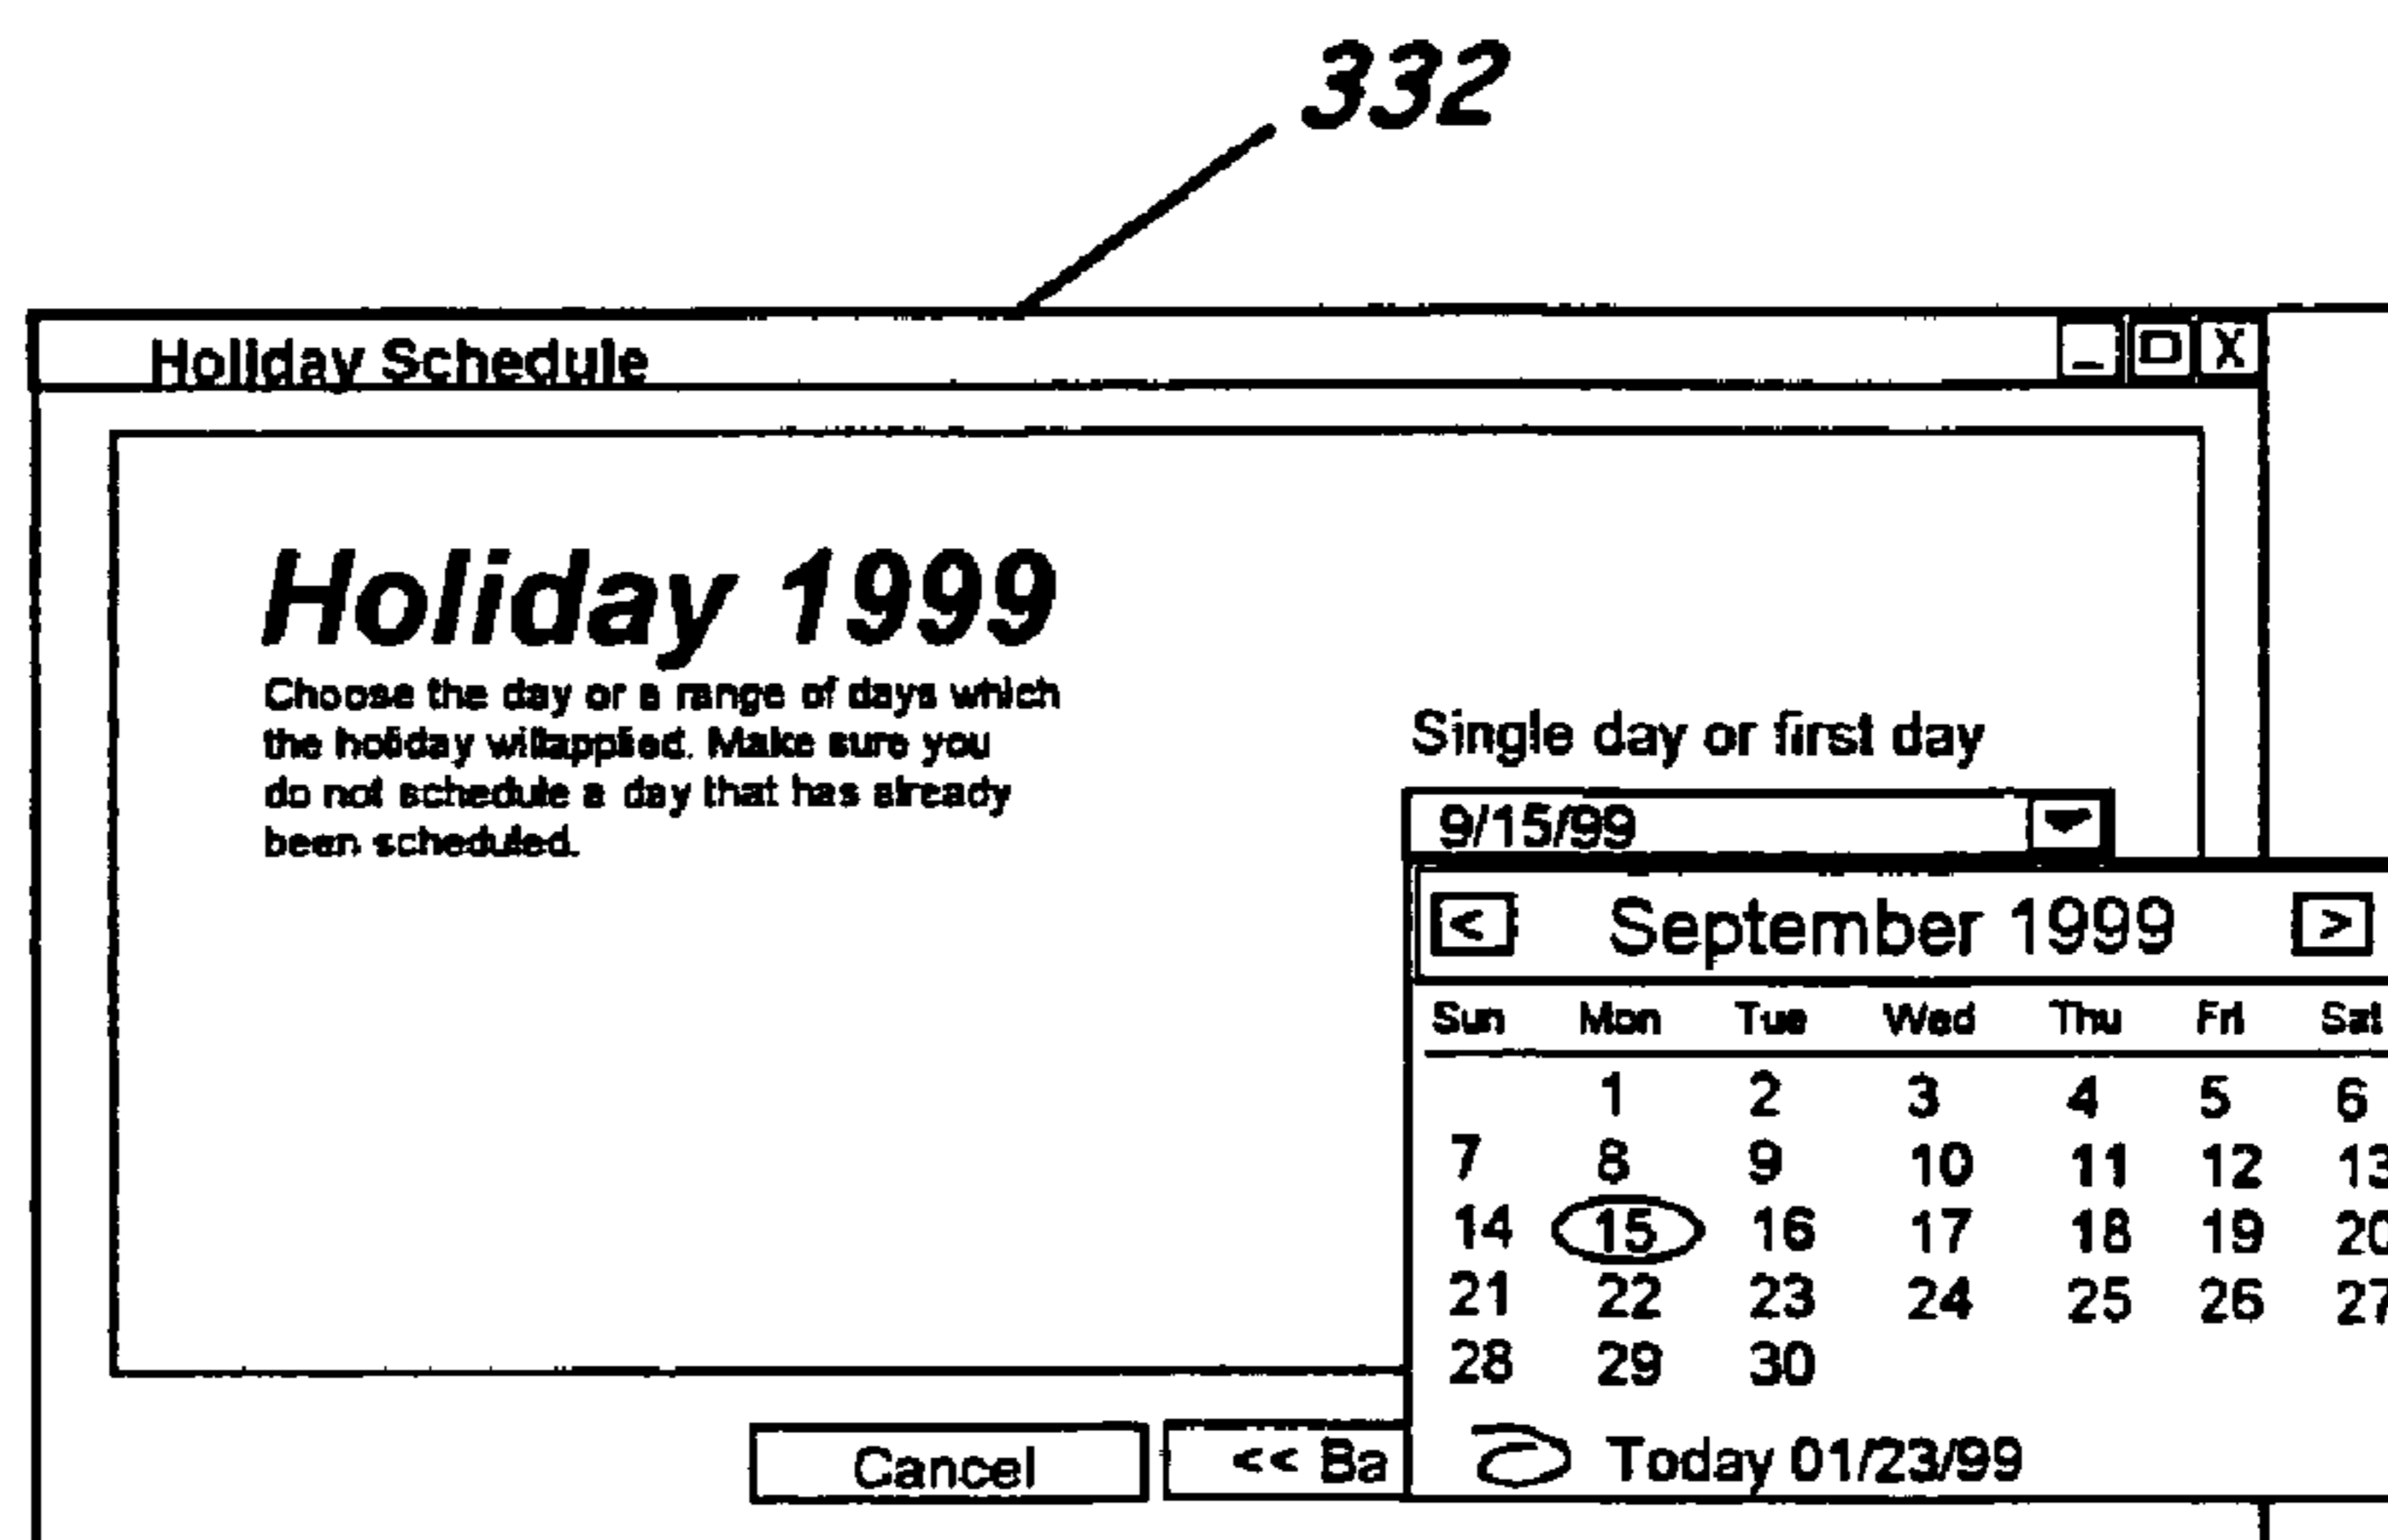 332
Holiday Schedule
_ X
Holiday 1999
Choose the day or a range of days which
the holiday willapplied. Make sure you
do not schedule a day that has already
been scheduled.
Single day or first day
9/15/99
< September 1999 >
Sun Mon Tue Wed Thu Fri Sat
1 2 3 4 5 6
7 8 9 10 11 12 13
14 15 16 17 18 19 20
21 22 23 24 25 26 27
28 29 30
Today 01/23/99
Cancel << Ba